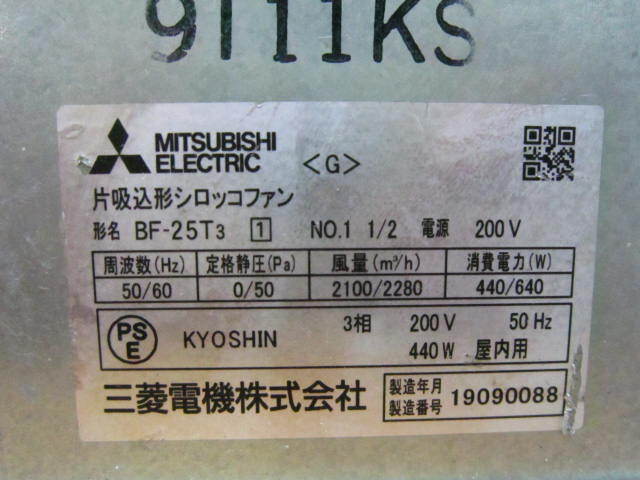 9111KS
MITSUBISHI
ELECTRIC
<G>
片吸込形シロッコファン
形名 BF-25T3 1 NO.1 1/2 電源 200V
周波数(Hz) 定格静圧(Pa) 風量(m³/h) 消費電力(W)
50/60 0/50 2100/2280 440/640
PS
E
KYOSHIN
3相 200V 50Hz
440W 屋内用
三菱電機株式会社
製造年月
製造番号
19090088